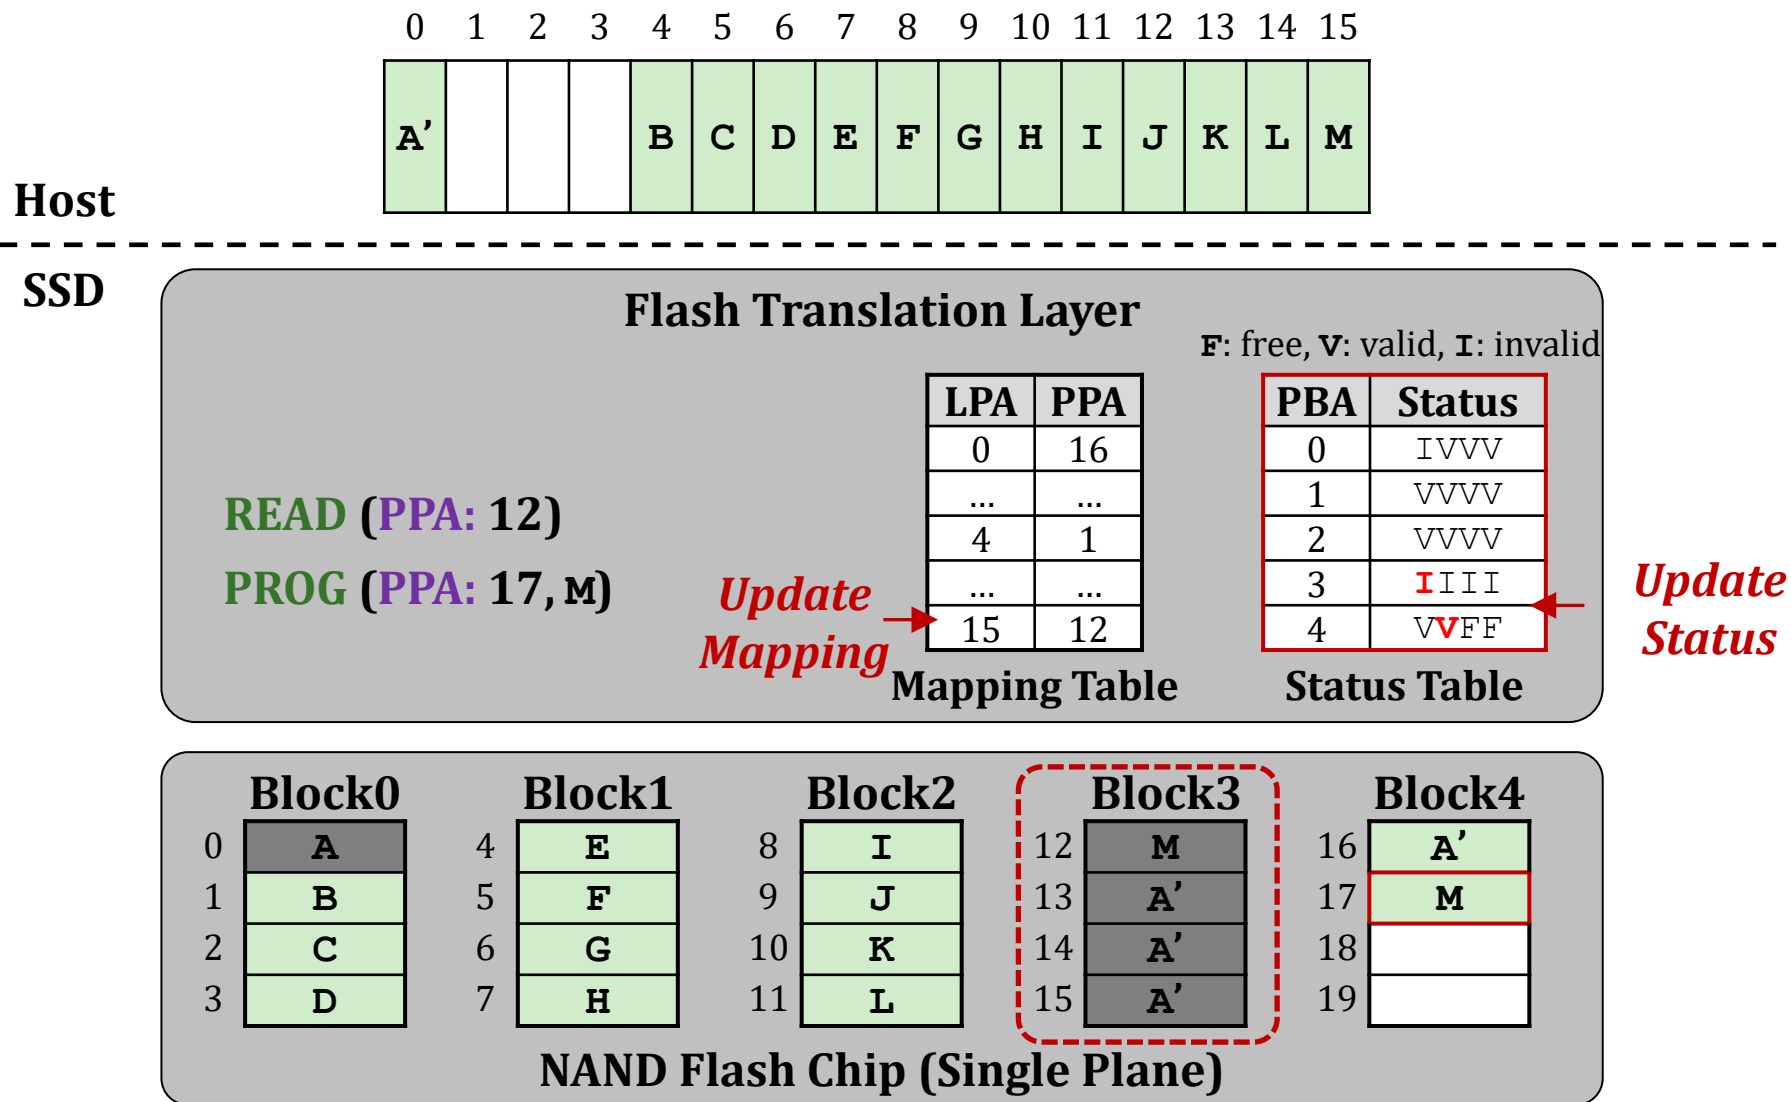 0 1 2 3 4 5 6 7 8 9 10 11 12 13 14 15
A’ B C D E F G H I J K L M
Host
SSD
Flash Translation Layer
F: free, V: valid, I: invalid
LPA PPA
0 16
... ...
4 1
... ...
15 12
Mapping Table
PBA Status
0 IVVV
1 VVVV
2 VVVV
3 IIII
4 VVFF
Status Table
READ (PPA: 12)
PROG (PPA: 17, M)
Update
Mapping
Update
Status
Block0
0 A
1 B
2 C
3 D
Block1
4 E
5 F
6 G
7 H
Block2
8 I
9 J
10 K
11 L
Block3
12 M
13 A’
14 A’
15 A’
Block4
16 A’
17 M
18
19
NAND Flash Chip (Single Plane)